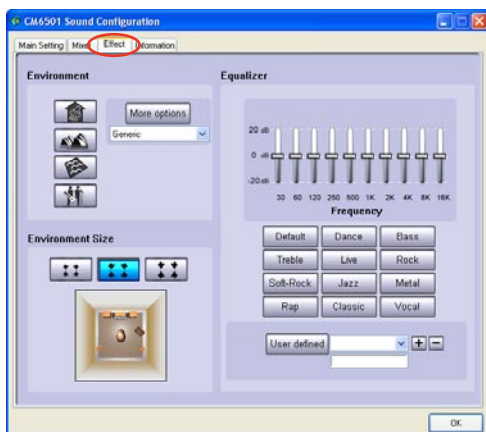 CM6501 Sound Configuration
Main Setting Mixer Effect Information
Environment
More options
Generic
Environment Size
Equalizer
20 dB
0 dB
-20 dB
30 60 120 250 500 1K 2K 4K 8K 16K
Frequency
Default Dance Bass
Treble Live Rock
Soft-Rock Jazz Metal
Rap Classic Vocal
User defined
OK